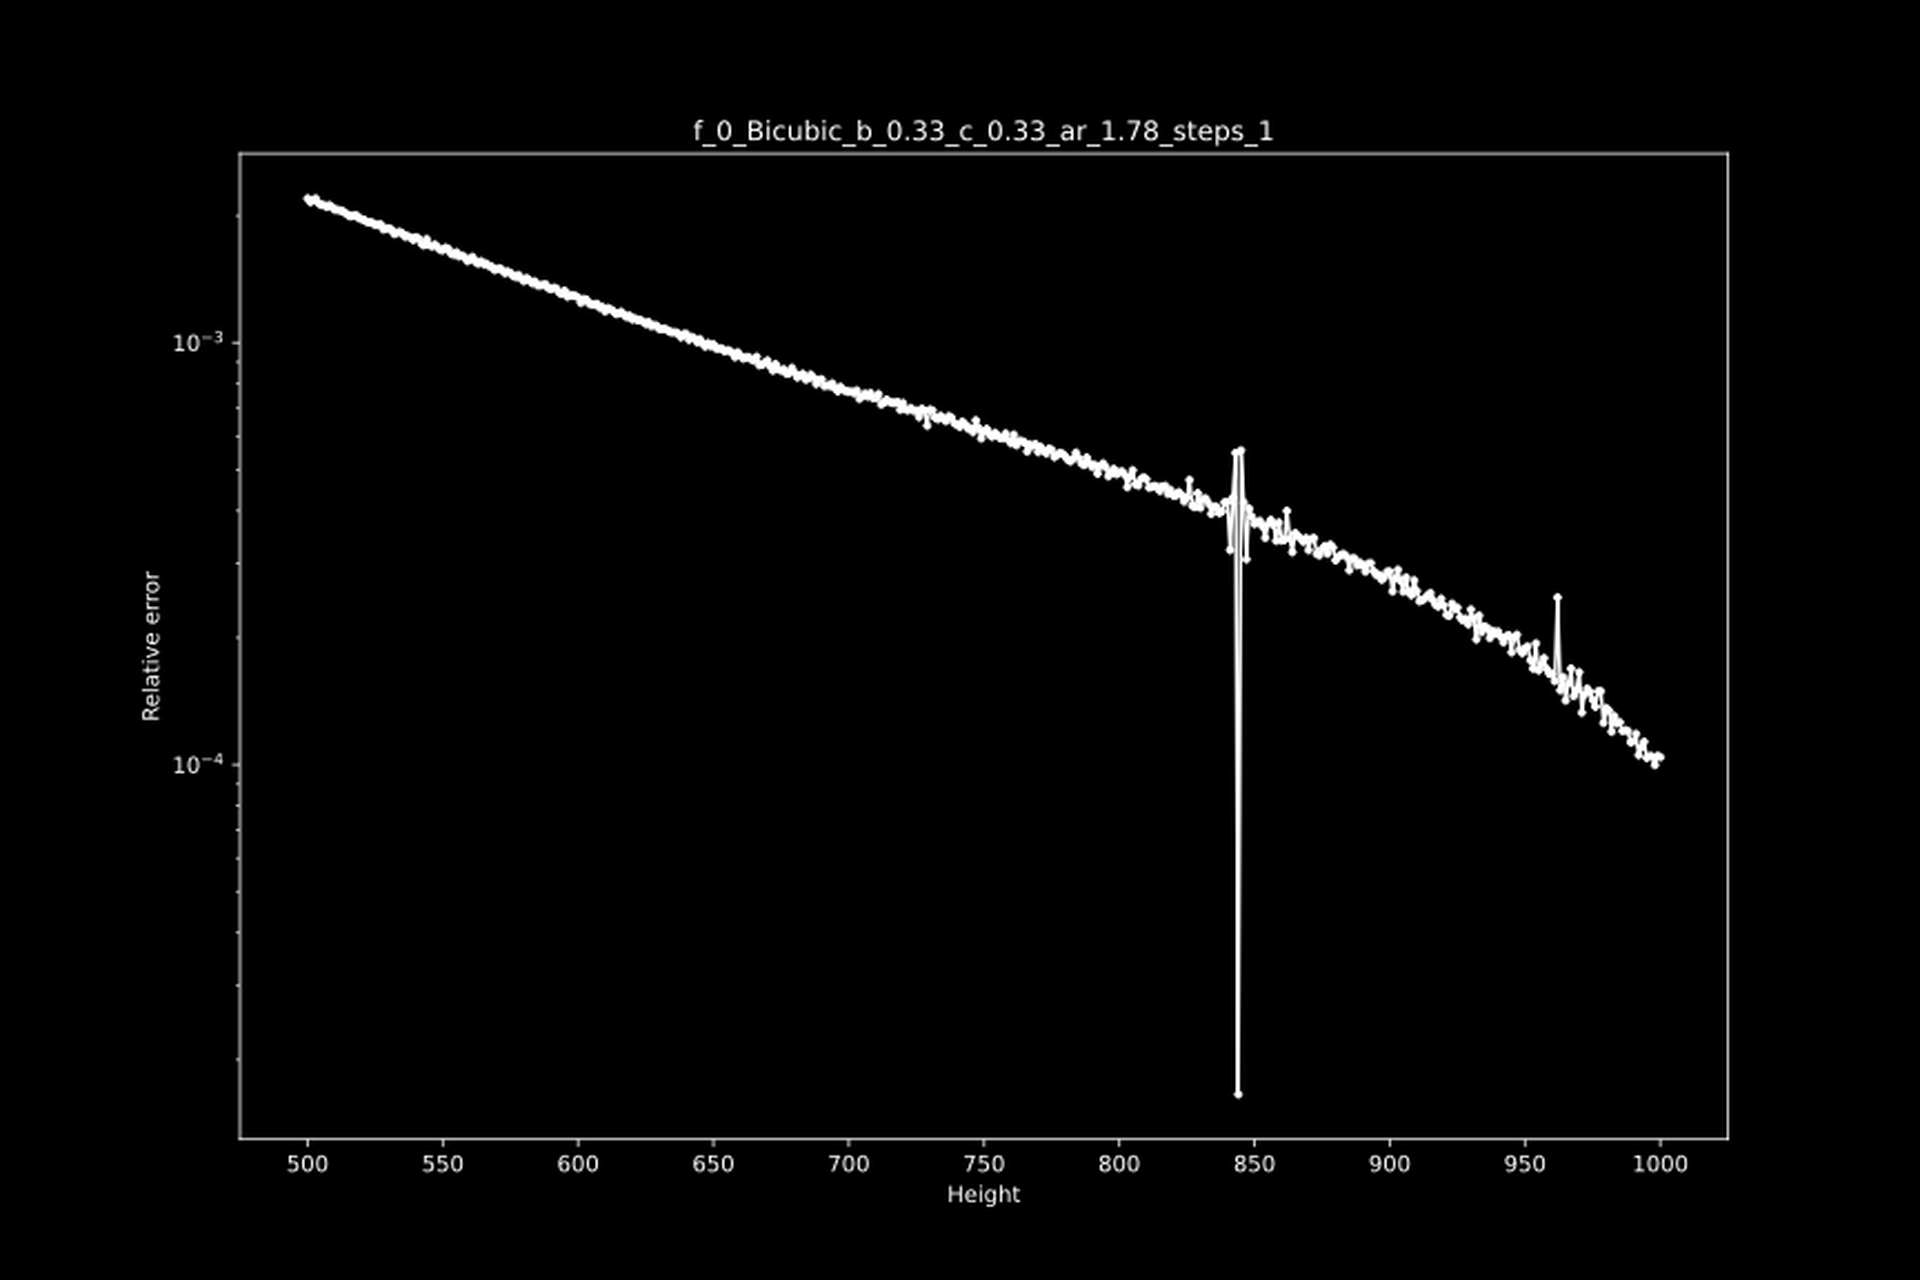 f_0_Bicubic_b_0.33_c_0.33_ar_1.78_steps_1
10⁻³
Relative error
10⁻⁴
500 550 600 650 700 750 800 850 900 950 1000
Height